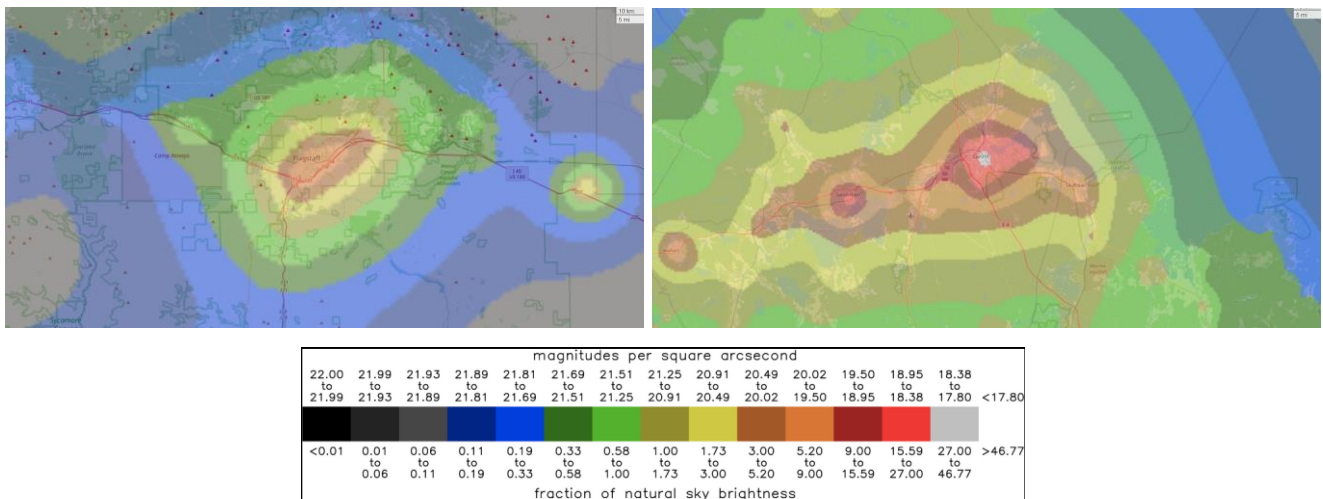 10 km
5 mi
5 mi
US 180
Camp Navajo
Flagstaff
I 40
Sycamore
magnitudes per square arcsecond
22.00 21.99 21.93 21.89 21.81 21.69 21.51 21.25 20.91 20.49 20.02 19.50 18.95 18.38
to to to to to to to to to to to to to to
21.99 21.93 21.89 21.81 21.69 21.51 21.25 20.91 20.49 20.02 19.50 18.95 18.38 17.80 <17.80
<0.01 0.01 0.06 0.11 0.19 0.33 0.58 1.00 1.73 3.00 5.20 9.00 15.59 27.00 >46.77
to to to to to to to to to to to to to
0.06 0.11 0.19 0.33 0.58 1.00 1.73 3.00 5.20 9.00 15.59 27.00 46.77
fraction of natural sky brightness